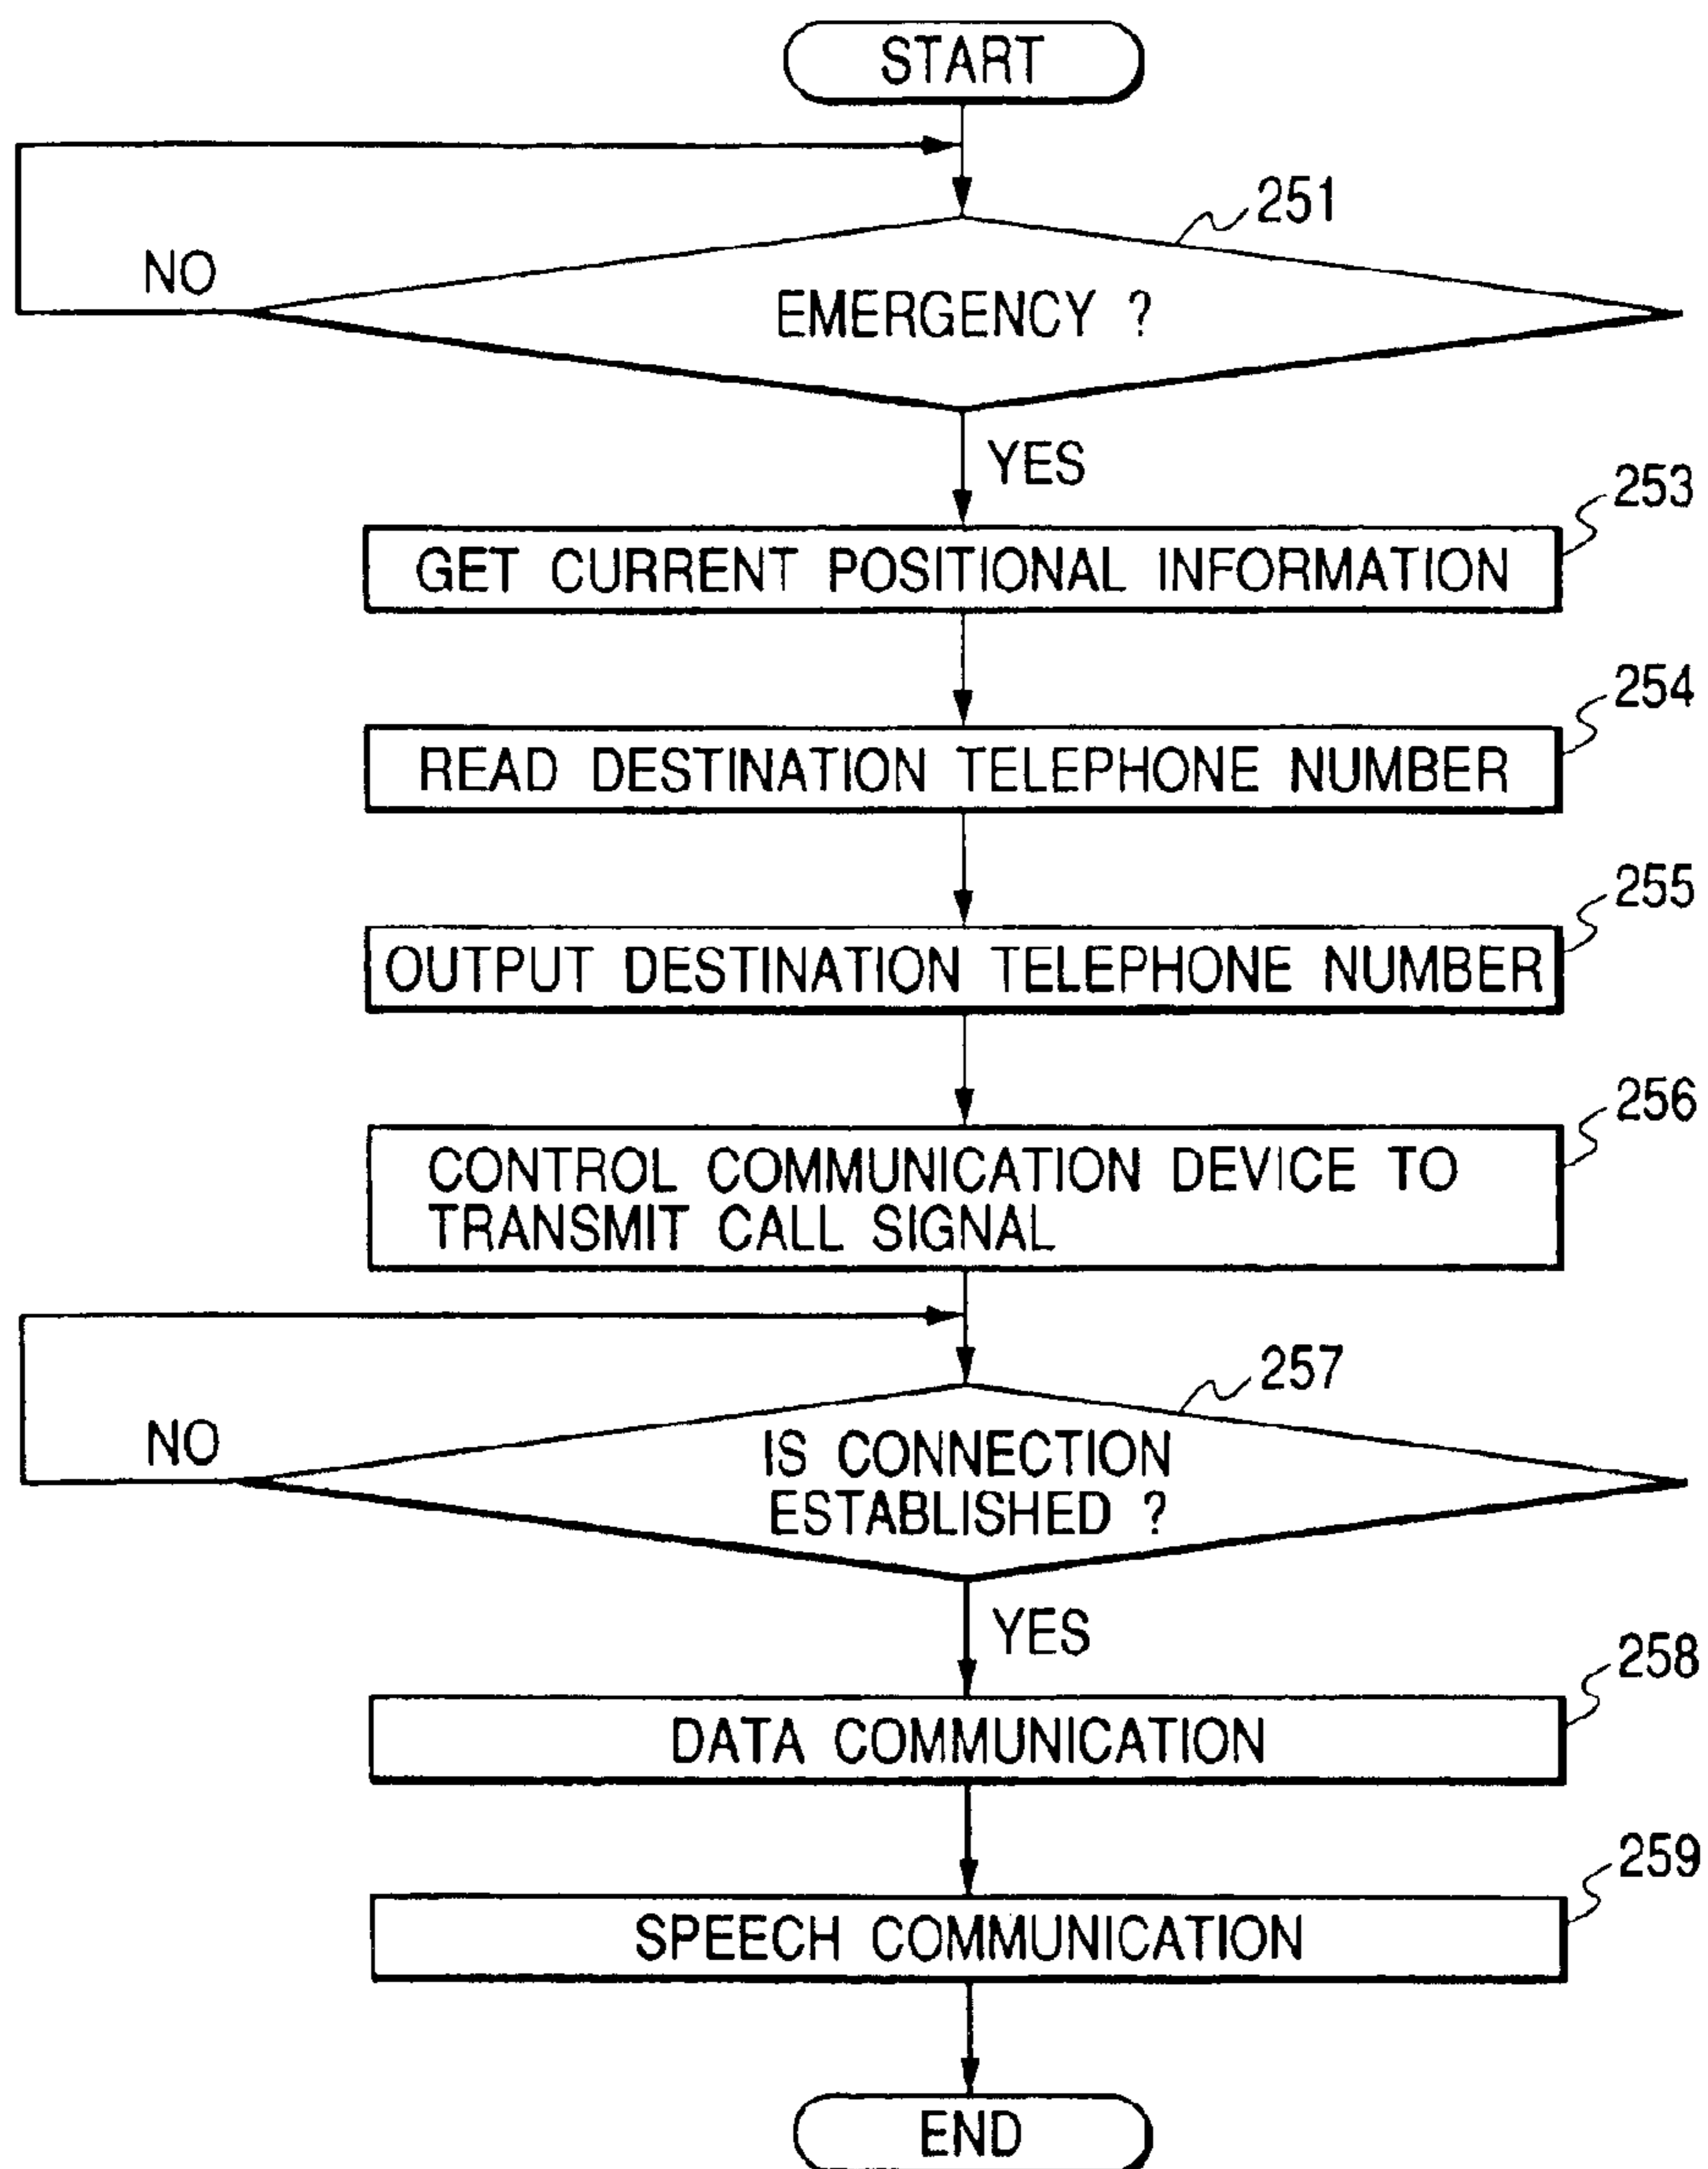 START
251
NO
EMERGENCY ?
YES
253
GET CURRENT POSITIONAL INFORMATION
254
READ DESTINATION TELEPHONE NUMBER
255
OUTPUT DESTINATION TELEPHONE NUMBER
256
CONTROL COMMUNICATION DEVICE TO
TRANSMIT CALL SIGNAL
257
NO
IS CONNECTION
ESTABLISHED ?
YES
258
DATA COMMUNICATION
259
SPEECH COMMUNICATION
END